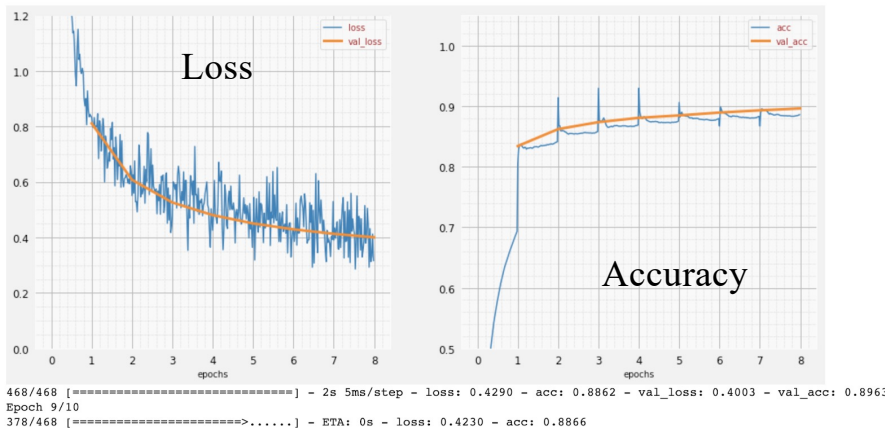 1.2
1.0
0.8
0.6
0.4
0.2
0.0
0 1 2 3 4 5 6 7 8
epochs
loss
val_loss
Loss
1.0
0.9
0.8
0.7
0.6
0.5
0 1 2 3 4 5 6 7 8
epochs
acc
val_acc
Accuracy
468/468 [==============================] - 2s 5ms/step - loss: 0.4290 - acc: 0.8862 - val_loss: 0.4003 - val_acc: 0.8963
Epoch 9/10
378/468 [=======================>......] - ETA: 0s - loss: 0.4230 - acc: 0.8866